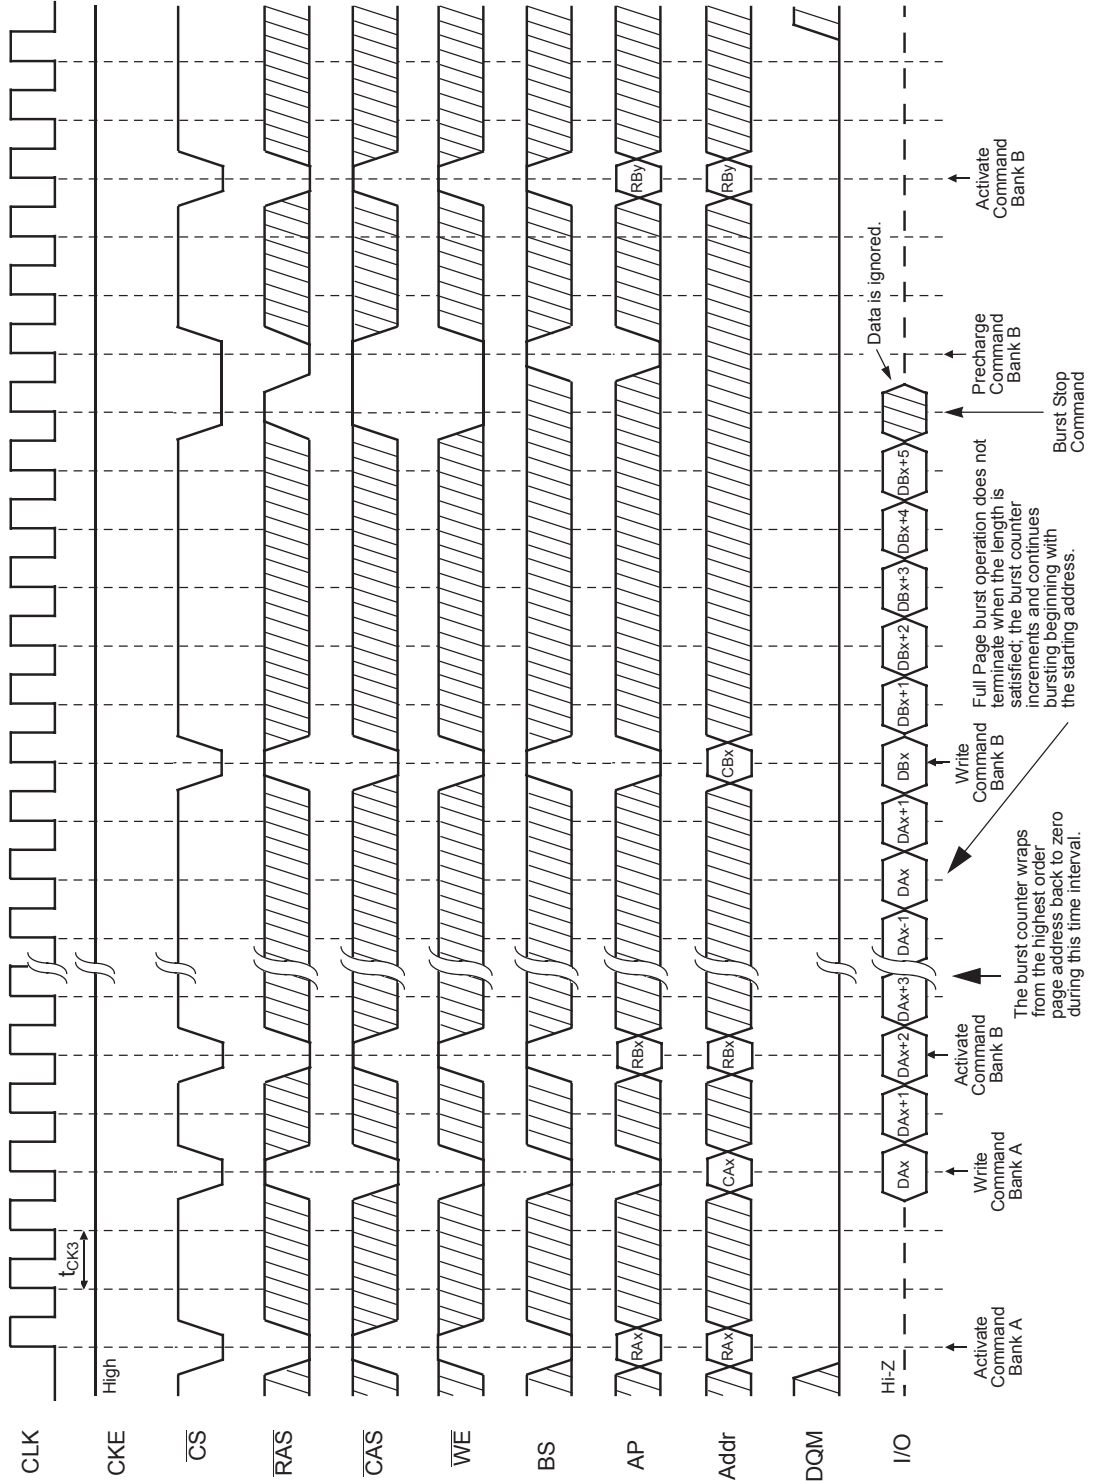 CLK
CKE
CS
RAS
CAS
WE
BS
AP
Addr
DQM
I/O
High
tCK3
Hi-Z
RAx
RBx
RBy
RAx
CAx
RBx
CBx
RBy
DAx
DAx+1
DAx+2
DAx+3
DAx-1
DAx
DAx+1
DBx
DBx+1
DBx+2
DBx+3
DBx+4
DBx+5
Data is ignored.
Activate
Command
Bank A
Write
Command
Bank A
Activate
Command
Bank B
Write
Command
Bank B
Precharge
Command
Bank B
Activate
Command
Bank B
Burst Stop
Command
The burst counter wraps
from the highest order
page address back to zero
during this time interval.
Full Page burst operation does not
terminate when the length is
satisfied; the burst counter
increments and continues
bursting beginning with
the starting address.